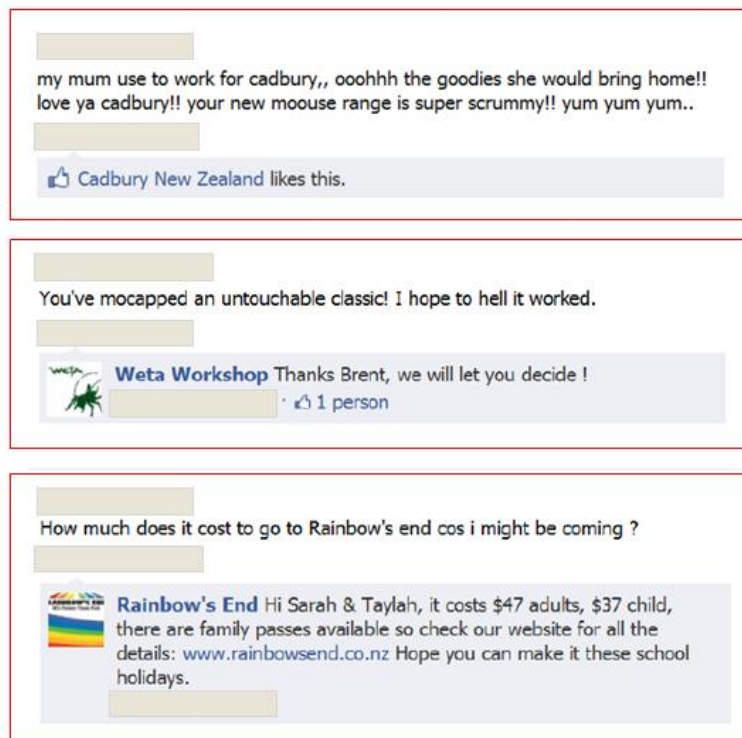 my mum use to work for cadbury,, ooohhh the goodies she would bring home!!
love ya cadbury!! your new moouse range is super scrummy!! yum yum yum..
Cadbury New Zealand likes this.
You've mocapped an untouchable classic! I hope to hell it worked.
weta
Weta Workshop Thanks Brent, we will let you decide !
· 1 person
How much does it cost to go to Rainbow's end cos i might be coming ?
RAINBOW'S END
Rainbow's End Hi Sarah & Taylah, it costs $47 adults, $37 child,
there are family passes available so check our website for all the
details: www.rainbowsend.co.nz Hope you can make it these school
holidays.